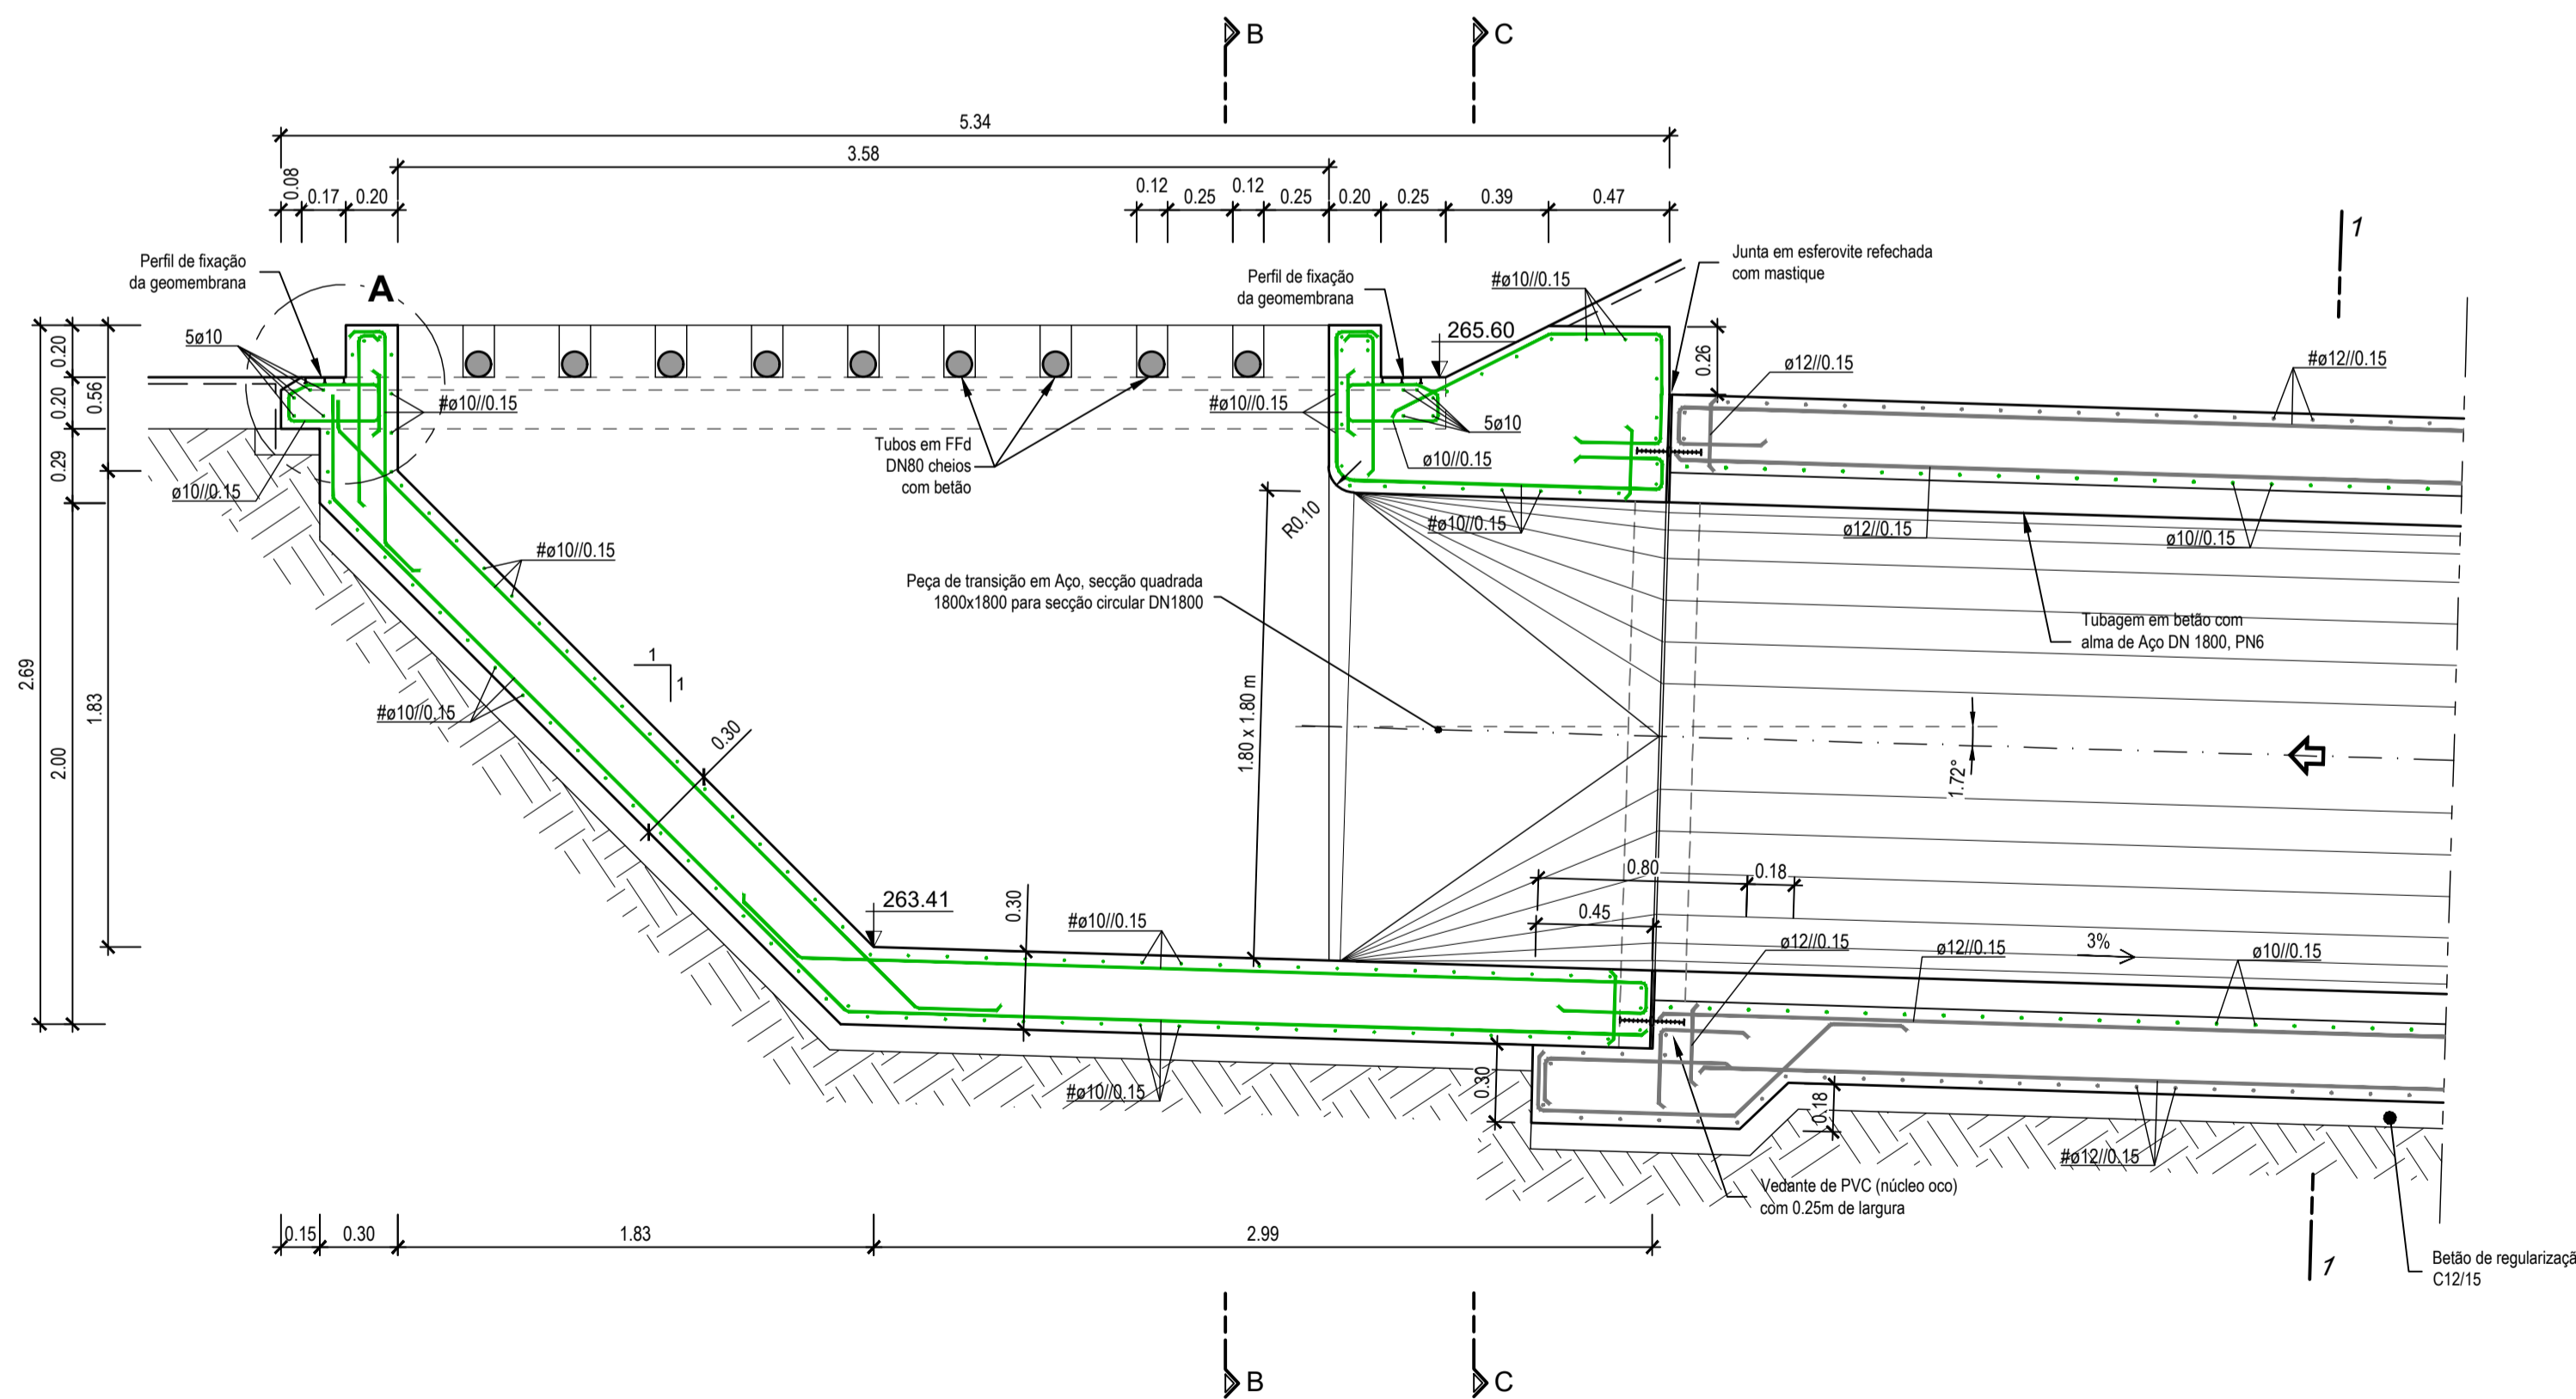 B
C
5.34
3.58
0.08
0.17
0.20
0.12
0.25
0.12
0.25
0.20
0.25
0.39
0.47
1
Perfil de fixação
da geomembrana
A
Perfil de fixação
da geomembrana
#ø10//0.15
Junta em esferovite refechada
com mastique
5ø10
265.60
0.26
ø12//0.15
#ø12//0.15
0.20
0.20
0.56
0.29
#ø10//0.15
#ø10//0.15
5ø10
Tubos em FFd
DN80 cheios
com betão
ø10//0.15
ø10//0.15
R0.10
#ø10//0.15
ø12//0.15
ø10//0.15
#ø10//0.15
Peça de transição em Aço, secção quadrada
1800x1800 para secção circular DN1800
Tubagem em betão com
alma de Aço DN 1800, PN6
1
1
2.69
2.00
1.83
#ø10//0.15
0.30
1.80 x 1.80 m
1.72°
0.80
0.18
263.41
0.30
#ø10//0.15
0.45
ø12//0.15
ø12//0.15
3%
ø10//0.15
#ø10//0.15
0.30
0.18
#ø12//0.15
Vedante de PVC (núcleo oco)
com 0.25m de largura
0.15
0.30
1.83
2.99
1
Betão de regularizaçã
C12/15
B
C